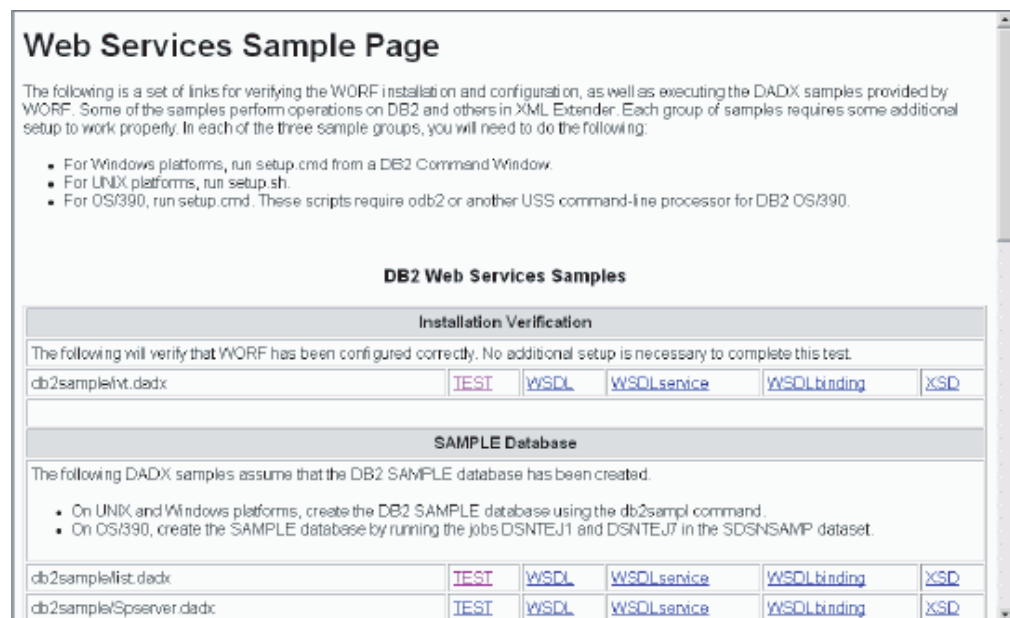 Web Services Sample Page
The following is a set of links for verifying the WORF installation and configuration, as well as executing the DADX samples provided by
WORF. Some of the samples perform operations on DB2 and others in XML Extender. Each group of samples requires some additional
setup to work properly. In each of the three sample groups, you will need to do the following:
• For Windows platforms, run setup.cmd from a DB2 Command Window.
• For UNIX platforms, run setup.sh.
• For OS/390, run setup.cmd. These scripts require odb2 or another USS command-line processor for DB2 OS/390.
DB2 Web Services Samples
Installation Verification
The following will verify that WORF has been configured correctly. No additional setup is necessary to complete this test.
db2sample/ivt.dadx TEST WSDL WSDLservice WSDLbinding XSD
SAMPLE Database
The following DADX samples assume that the DB2 SAMPLE database has been created.
• On UNIX and Windows platforms, create the DB2 SAMPLE database using the db2sampl command.
• On OS/390, create the SAMPLE database by running the jobs DSNTEJ1 and DSNTEJ7 in the SDSNSAMP dataset.
db2sample/list.dadx TEST WSDL WSDLservice WSDLbinding XSD
db2sample/Spserver.dadx TEST WSDL WSDLservice WSDLbinding XSD